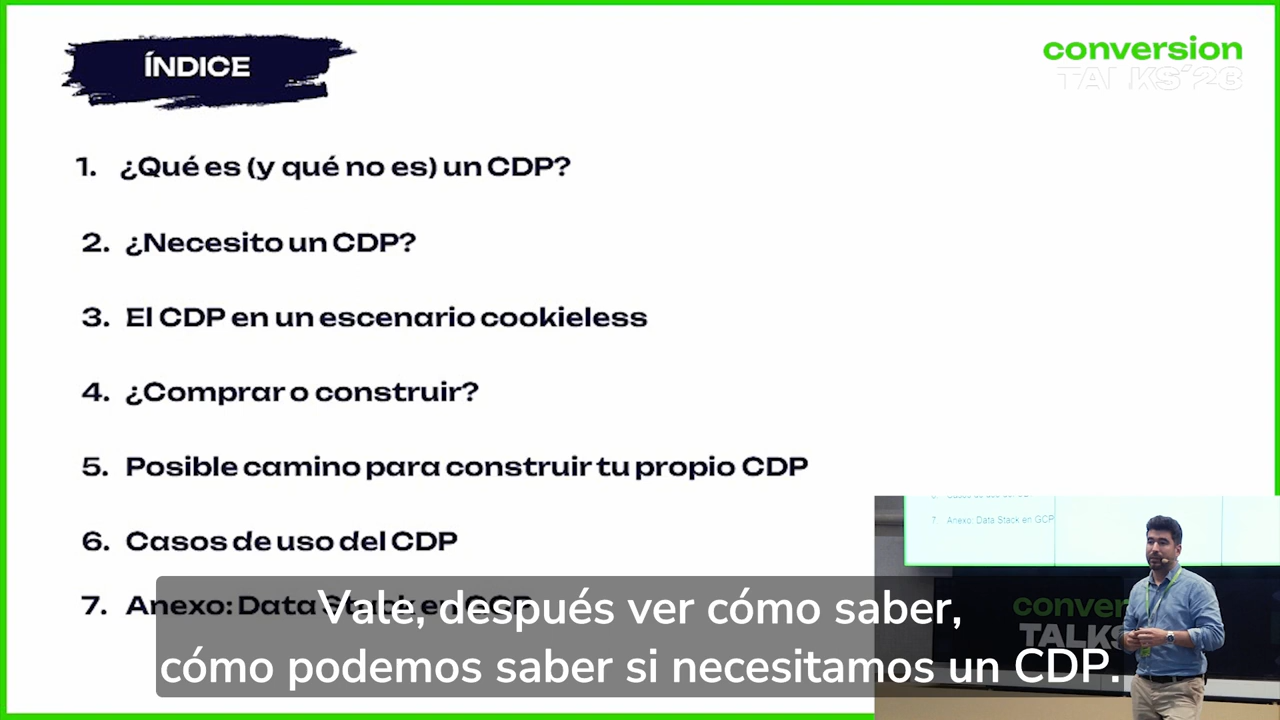 ÍNDICE
conversion
TALKS'23
1. ¿Qué es (y qué no es) un CDP?
2. ¿Necesito un CDP?
3. El CDP en un escenario cookieless
4. ¿Comprar o construir?
5. Posible camino para construir tu propio CDP
6. Casos de uso del CDP
7. Anexo: Data Stack en GCP
Vale, después ver cómo saber,
cómo podemos saber si necesitamos un CDP.
7. Anexo: Data Stack en GCP
conver
TALKS